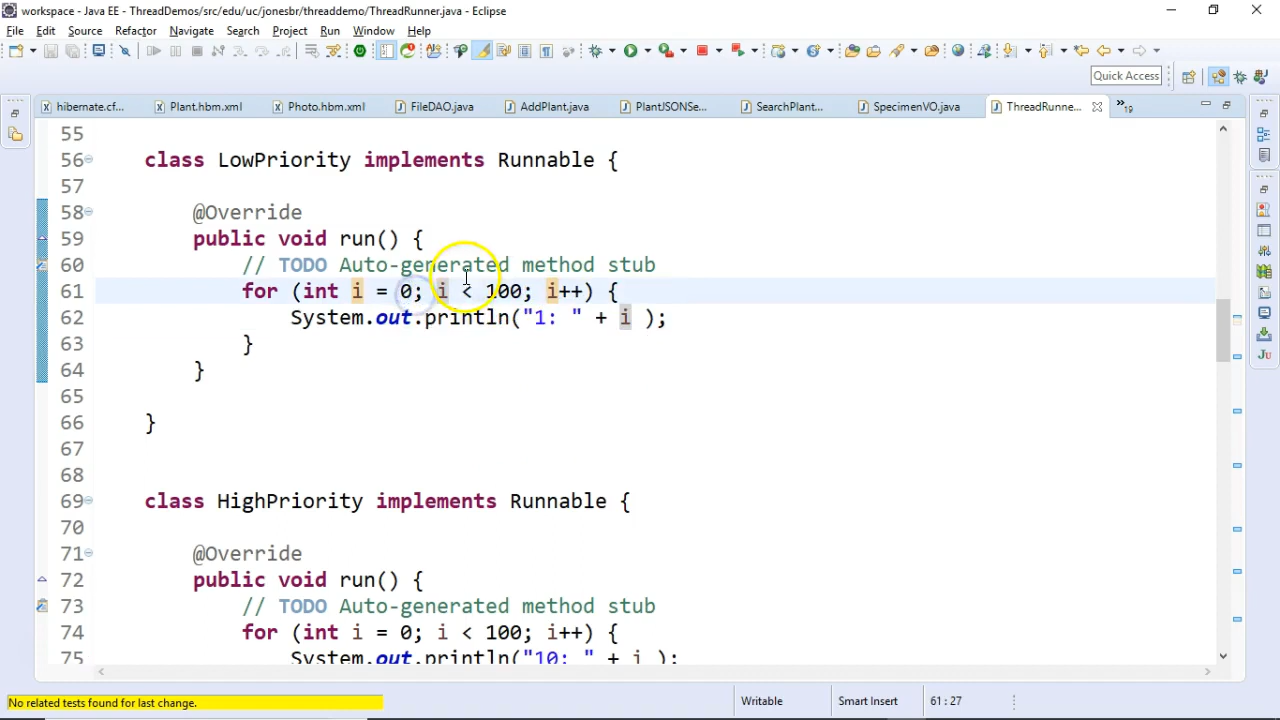 workspace - Java EE - ThreadDemos/src/edu/uc/jonesbr/threaddemo/ThreadRunner.java - Eclipse
File Edit Source Refactor Navigate Search Project Run Window Help
Quick Access
hibernate.cf... Plant.hbm.xml Photo.hbm.xml FileDAO.java AddPlant.java PlantJSONSe... SearchPlant... SpecimenVO.java ThreadRunne... »19
55
56 class LowPriority implements Runnable {
57
58 @Override
59 public void run() {
60 // TODO Auto-generated method stub
61 for (int i = 0; i < 100; i++) {
62 System.out.println("1: " + i );
63 }
64 }
65
66 }
67
68
69 class HighPriority implements Runnable {
70
71 @Override
72 public void run() {
73 // TODO Auto-generated method stub
74 for (int i = 0; i < 100; i++) {
75 System.out.println("10: " + i );
No related tests found for last change. Writable Smart Insert 61 : 27